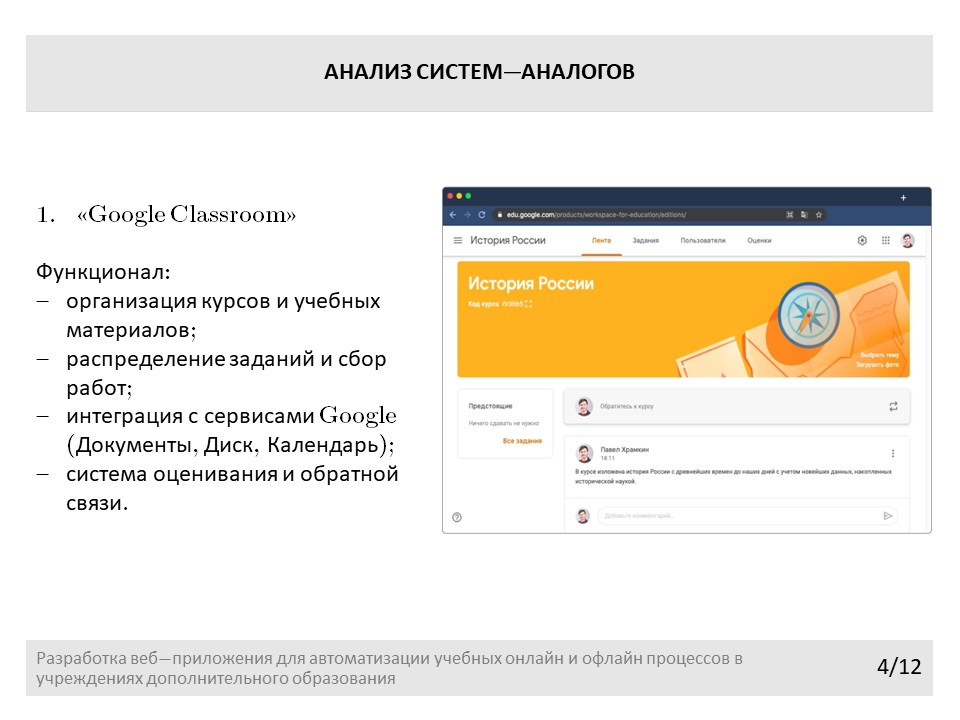 АНАЛИЗ СИСТЕМ—АНАЛОГОВ
1. «Google Classroom»
Функционал:
– организация курсов и учебных
материалов;
– распределение заданий и сбор
работ;
– интеграция с сервисами Google
(Документы, Диск, Календарь);
– система оценивания и обратной
связи.
edu.google.com/products/workspace-for-education/editions/
История России
Лента Задания Пользователи Оценки
История России
Код курса
Выбрать тему
Загрузить фото
Предстоящие
Ничего сдавать не нужно
Все задания
Обратитесь к курсу
Павел Храмкин
18:11
В курсе изложена история России с древнейших времен до наших дней с учетом новейших данных, накопленных
исторической наукой.
Добавьте комментарий...
Разработка веб—приложения для автоматизации учебных онлайн и офлайн процессов в
учреждениях дополнительного образования
4/12